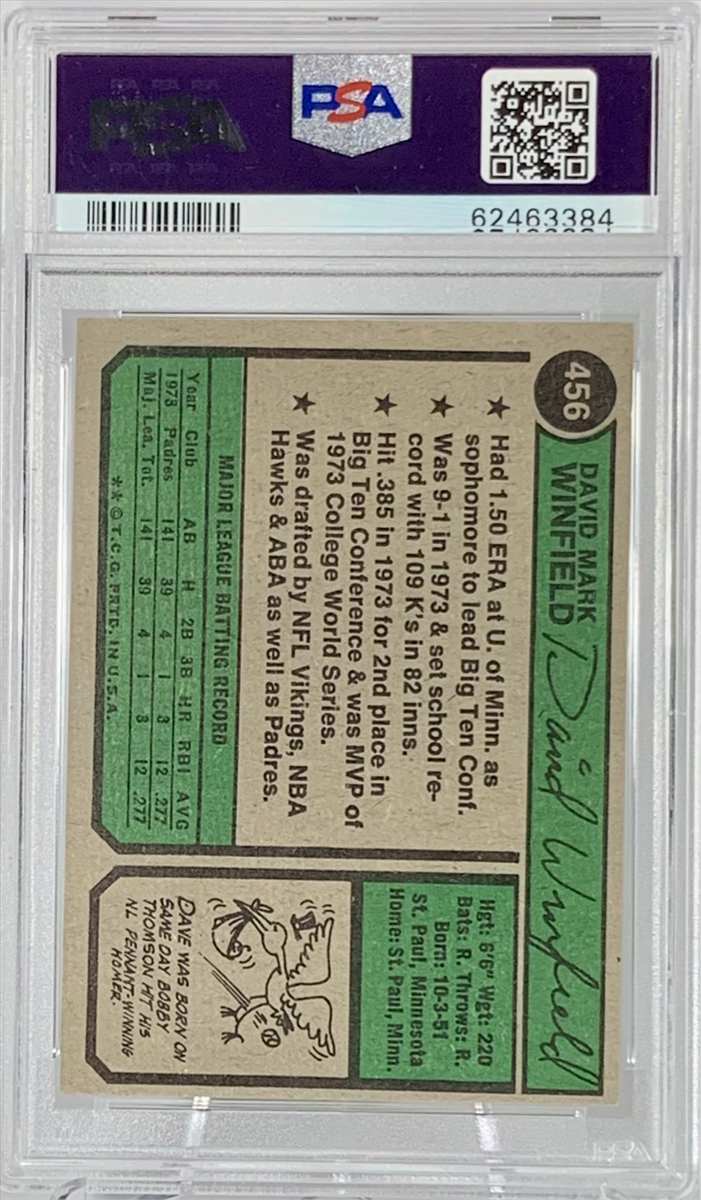 PSA
62463384
456
DAVID MARK
WINFIELD
David Winfield
★ Had 1.50 ERA at U. of Minn. as
sophomore to lead Big Ten Conf.
★ Was 9-1 in 1973 & set school re-
cord with 109 K's in 82 inns.
★ Hit .385 in 1973 for 2nd place in
Big Ten Conference & was MVP of
1973 College World Series.
★ Was drafted by NFL Vikings, NBA
Hawks & ABA as well as Padres.
MAJOR LEAGUE BATTING RECORD
Year Club AB H 2B 3B HR RBI AVG
1973 Padres 141 39 4 1 3 12 .277
Maj. Lea. Tot. 141 39 4 1 3 12 .277
**©T.C.G. PRTD. IN U.S.A.
Hgt: 6'6" Wgt: 220
Bats: R. Throws: R.
Born: 10-3-51
St. Paul, Minnesota
Home: St. Paul, Minn.
DAVE WAS BORN ON
SAME DAY BOBBY
THOMSON HIT HIS
NL PENNANT-WINNING
HOMER.